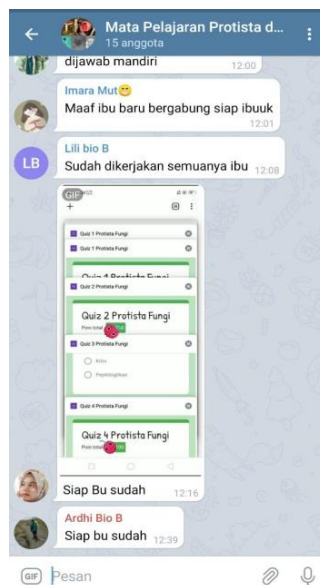 Mata Pelajaran Protista d...
15 anggota
dijawab mandiri 12:00
Imara Mut😁
Maaf ibu baru bergabung siap ibuuk
12:01
LB
Lili bio B
Sudah dikerjakan semuanya ibu 12:08
GIF
Quiz 1 Protista Fungi
Quiz 1 Protista Fungi
Quiz 2 Protista Fungi
Quiz 2 Protista Fungi
Quiz 3 Protista Fungi
Kitin
Peptidoglikan
Quiz 4 Protista Fungi
Quiz 4 Protista Fungi
Siap Bu sudah 12:16
Ardhi Bio B
Siap bu sudah 12:39
GIF Pesan